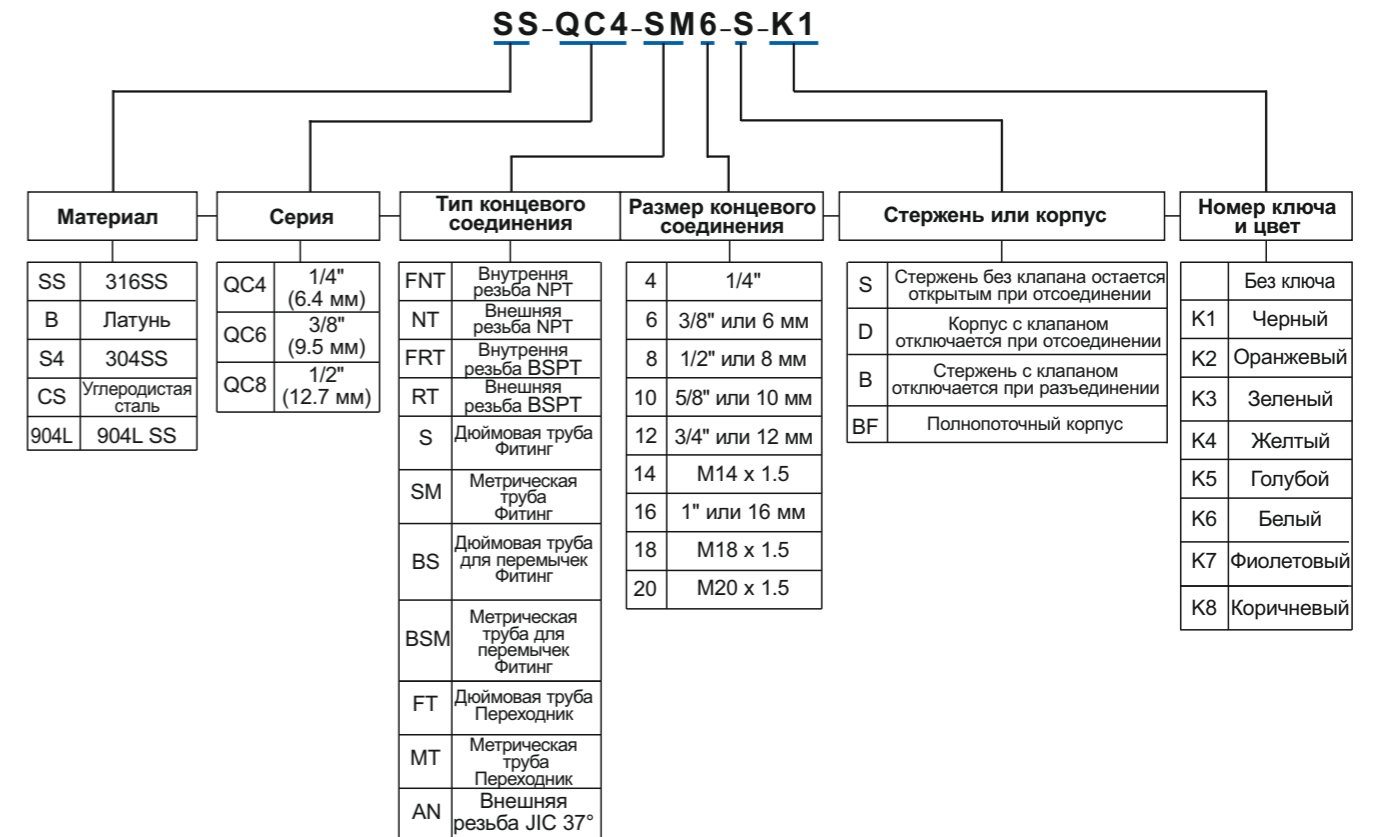 SS-QC4-SM6-S-K1
Материал
Серия
Тип концевого
соединения
Размер концевого
соединения
Стержень или корпус
Номер ключа
и цвет
SS 316SS
B Латунь
S4 304SS
CS Углеродистая
сталь
904L 904L SS
QC4 1/4"
(6.4 мм)
QC6 3/8"
(9.5 мм)
QC8 1/2"
(12.7 мм)
FNT Внутрення
резьба NPT
NT Внешняя
резьба NPT
FRT Внутрення
резьба BSPT
RT Внешняя
резьба BSPT
S Дюймовая труба
Фитинг
SM Метрическая
труба
Фитинг
BS Дюймовая труба
для перемычек
Фитинг
BSM Метрическая
труба для
перемычек
Фитинг
FT Дюймовая труба
Переходник
MT Метрическая
труба
Переходник
AN Внешняя
резьба JIC 37°
4 1/4"
6 3/8" или 6 мм
8 1/2" или 8 мм
10 5/8" или 10 мм
12 3/4" или 12 мм
14 M14 x 1.5
16 1" или 16 мм
18 M18 x 1.5
20 M20 x 1.5
S Стержень без клапана остается
открытым при отсоединении
D Корпус с клапаном
отключается при отсоединении
B Стержень с клапаном
отключается при разъединении
BF Полнопоточный корпус
Без ключа
K1 Черный
K2 Оранжевый
K3 Зеленый
K4 Желтый
K5 Голубой
K6 Белый
K7 Фиолетовый
K8 Коричневый